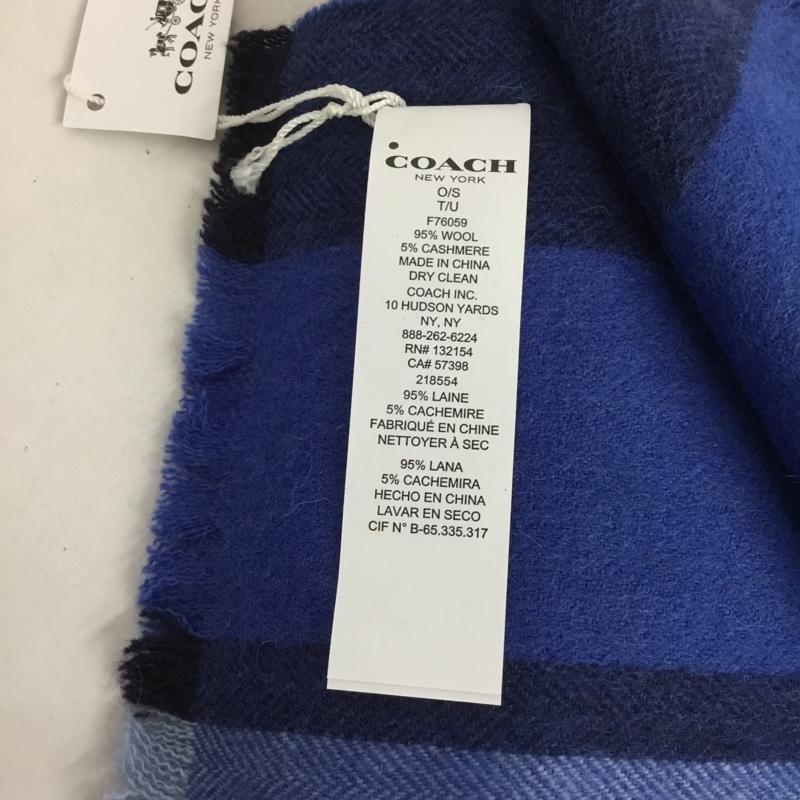 COAC
NEW YORK
COACH
NEW YORK
O/S
T/U
F76059
95% WOOL
5% CASHMERE
MADE IN CHINA
DRY CLEAN
COACH INC.
10 HUDSON YARDS
NY, NY
888-262-6224
RN# 132154
CA# 57398
218554
95% LAINE
5% CACHEMIRE
FABRIQUÉ EN CHINE
NETTOYER À SEC
95% LANA
5% CACHEMIRA
HECHO EN CHINA
LAVAR EN SECO
CIF N° B-65.335.317